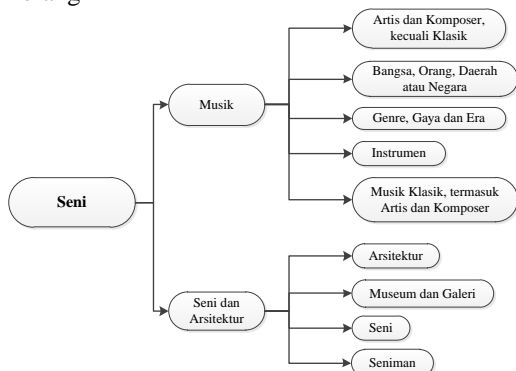 Artis dan Komposer,
kecuali Klasik
Bangsa, Orang, Daerah
atau Negara
Musik
Genre, Gaya dan Era
Instrumen
Musik Klasik, termasuk
Artis dan Komposer
Seni
Arsitektur
Seni dan
Arsitektur
Museum dan Galeri
Seni
Seniman